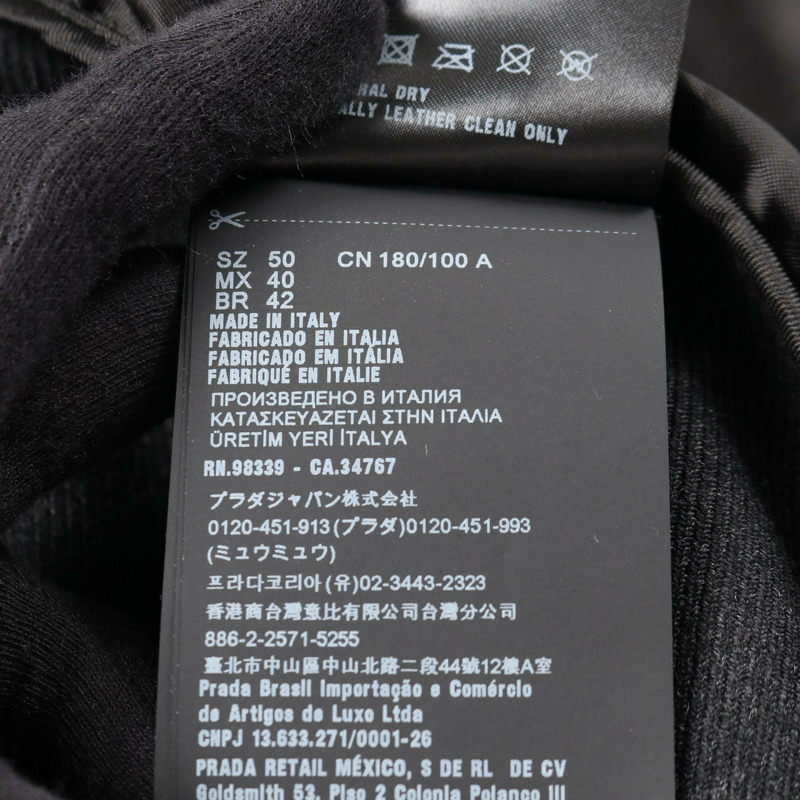 RAL DRY
ALLY LEATHER CLEAN ONLY
SZ 50 CN 180/100 A
MX 40
BR 42
MADE IN ITALY
FABRICADO EN ITALIA
FABRICADO EM ITÁLIA
FABRIQUÉ EN ITALIE
ПРОИЗВЕДЕНО В ИТАЛИЯ
ΚΑΤΑΣΚΕΥΑΖΕΤΑΙ ΣΤΗΝ ΙΤΑΛΙΑ
ÜRETİM YERİ İTALYA
RN.98339 - CA.34767
プラダジャパン株式会社
0120-451-913(プラダ)0120-451-993
(ミュウミュウ)
프라다코리아(유)02-3443-2323
香港商台灣意比有限公司台灣分公司
886-2-2571-5255
臺北市中山區中山北路二段44號12樓A室
Prada Brasil Importação e Comércio
de Artigos de Luxo Ltda
CNPJ 13.633.271/0001-26
PRADA RETAIL MÉXICO, S DE RL DE CV
Goldsmith 53, Piso 2 Colonia Polanco III